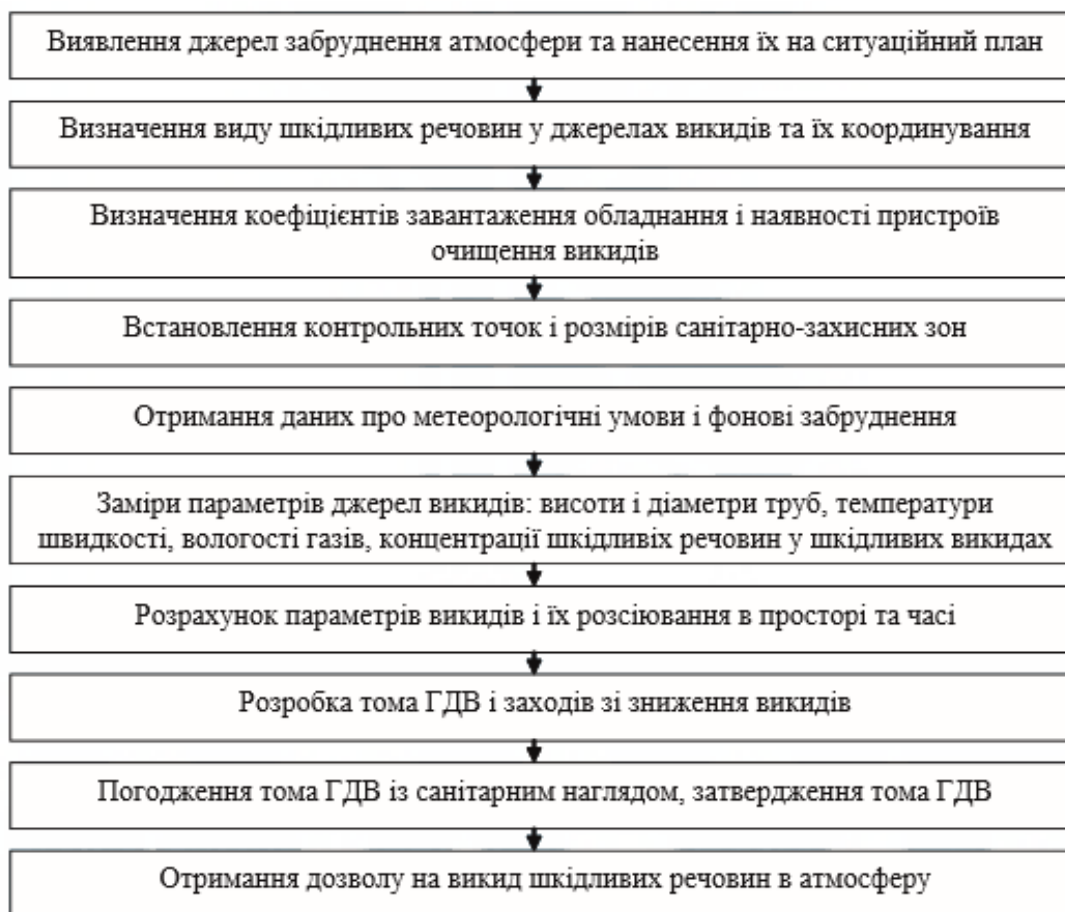 Виявлення джерел забруднення атмосфери та нанесення їх на ситуаційний план
Визначення виду шкідливих речовин у джерелах викидів та їх координування
Визначення коефіцієнтів завантаження обладнання і наявності пристроїв
очищення викидів
Встановлення контрольних точок і розмірів санітарно-захисних зон
Отримання даних про метеорологічні умови і фонові забруднення
Заміри параметрів джерел викидів: висоти і діаметри труб, температури
швидкості, вологості газів, концентрації шкідливіх речовин у шкідливих викидах
Розрахунок параметрів викидів і їх розсіювання в просторі та часі
Розробка тома ГДВ і заходів зі зниження викидів
Погодження тома ГДВ із санітарним наглядом, затвердження тома ГДВ
Отримання дозволу на викид шкідливих речовин в атмосферу